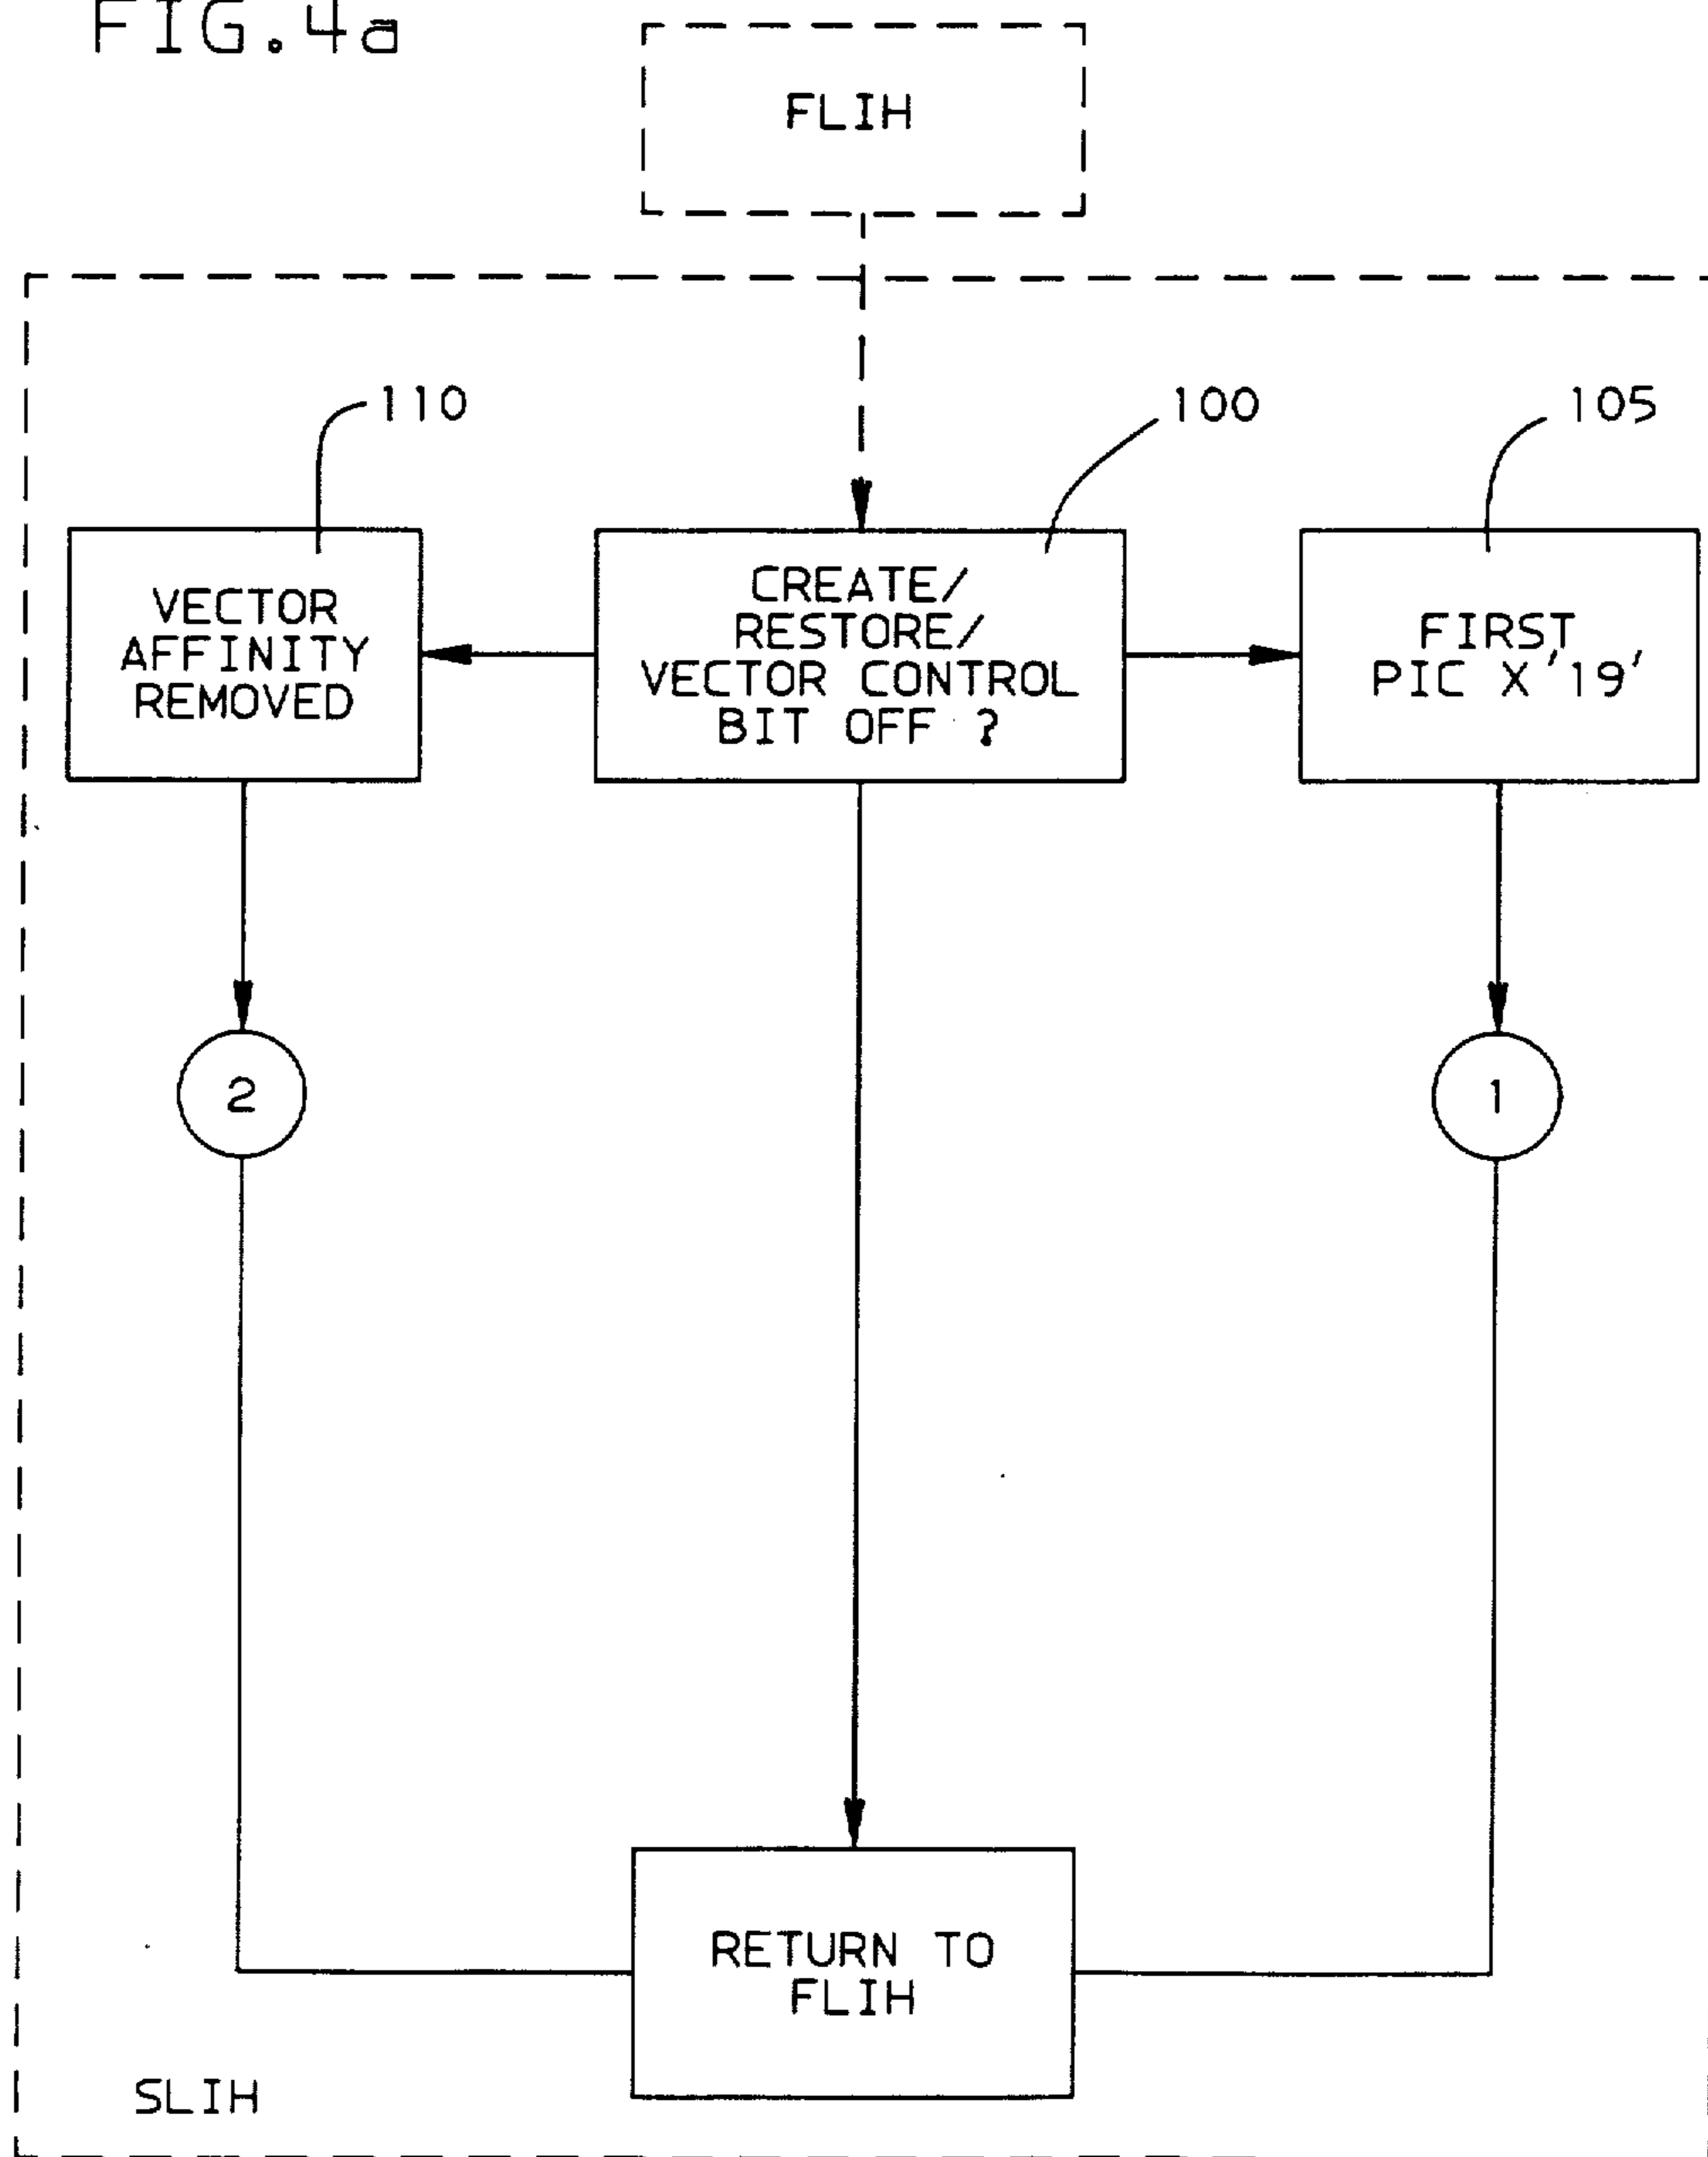 FIG.4a
FLIH
110
100
105
VECTOR
AFFINITY
REMOVED
CREATE/
RESTORE/
VECTOR CONTROL
BIT OFF ?
FIRST
PIC X'19'
2
1
RETURN TO
FLIH
SLIH